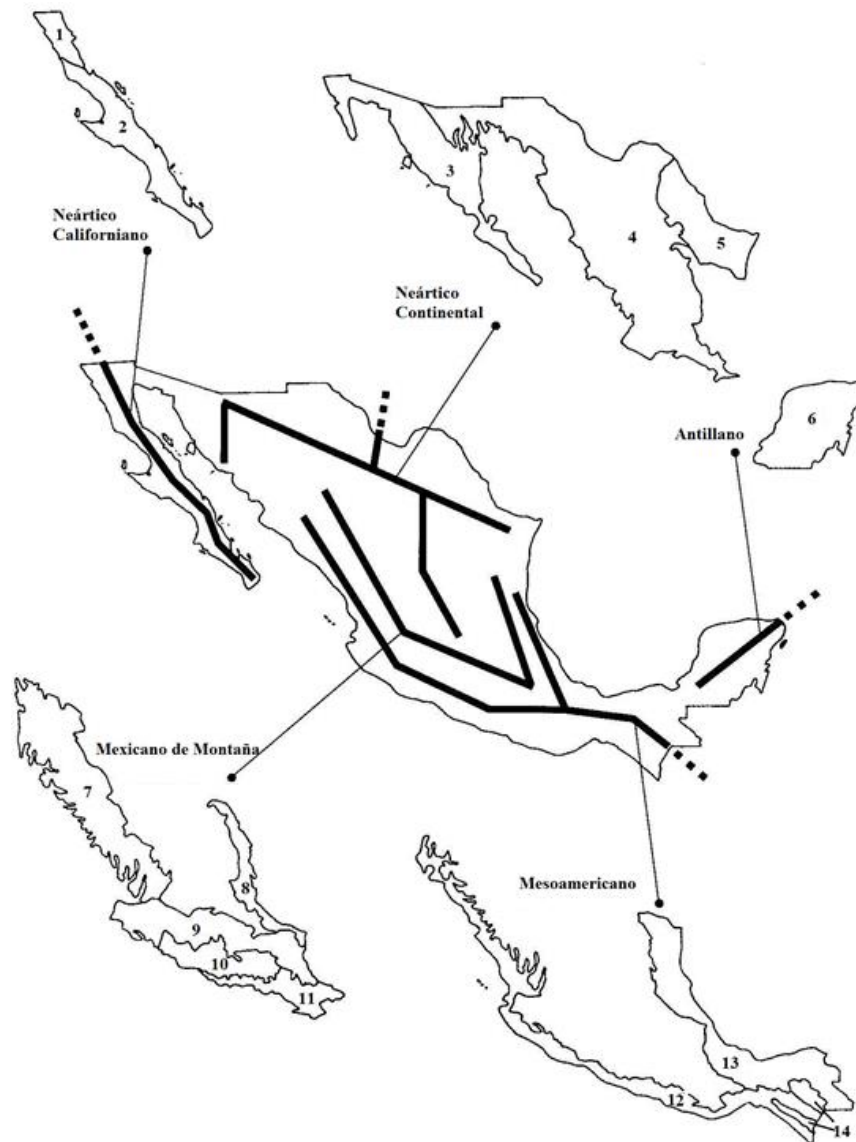 1
2
3
4
5
6
Neártico
Californiano
Neártico
Continental
Antillano
Mexicano de Montaña
Mesoamericano
7
8
9
10
11
12
13
14